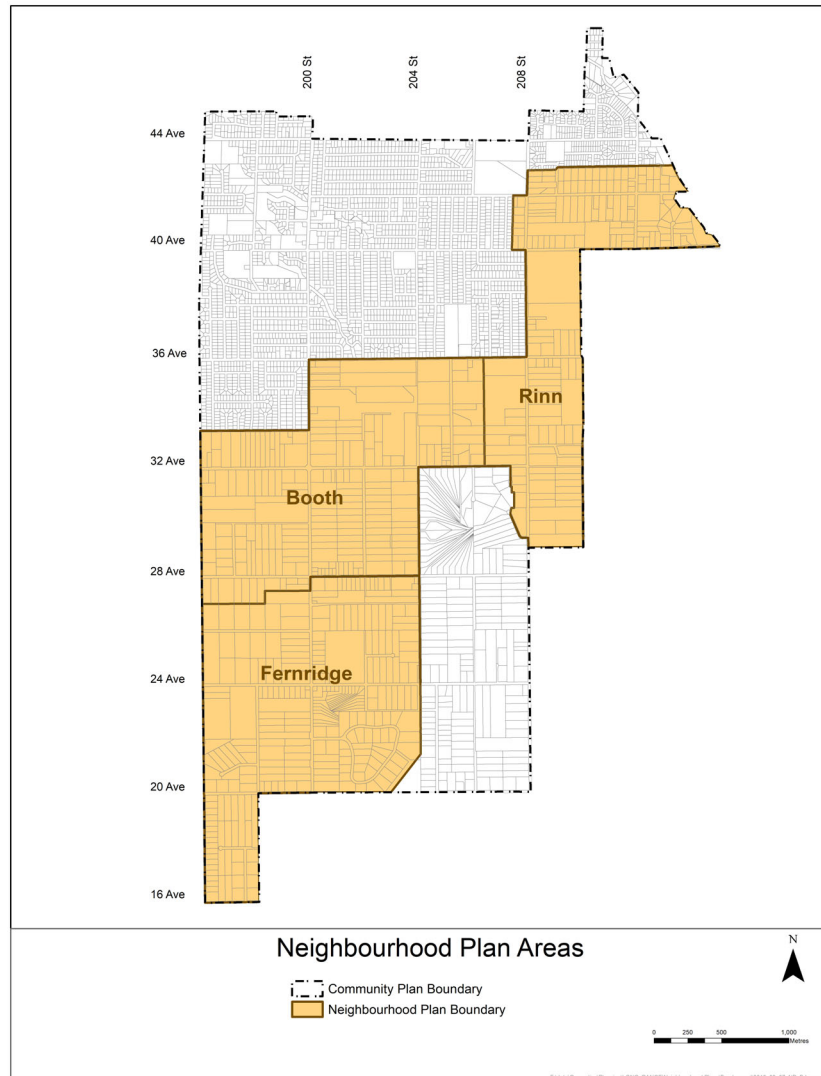 200 St
204 St
208 St
44 Ave
40 Ave
36 Ave
Rinn
32 Ave
Booth
28 Ave
Fernridge
24 Ave
20 Ave
16 Ave
Neighbourhood Plan Areas
N
Community Plan Boundary
Neighbourhood Plan Boundary
0 250 500 1,000
Metres